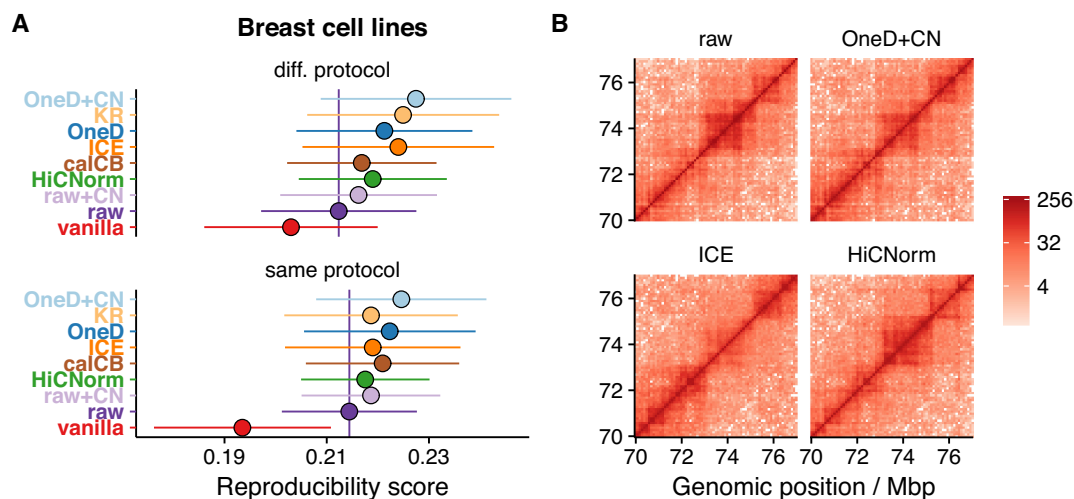 A
Breast cell lines
diff. protocol
OneD+CN
KR
OneD
ICE
calCB
HiCNorm
raw+CN
raw
vanilla
same protocol
OneD+CN
KR
OneD
ICE
calCB
HiCNorm
raw+CN
raw
vanilla
0.19 0.21 0.23
Reproducibility score
B
raw OneD+CN
76
74
72
70
ICE HiCNorm
76
74
72
70
70 72 74 76 70 72 74 76
Genomic position / Mbp
256
32
4